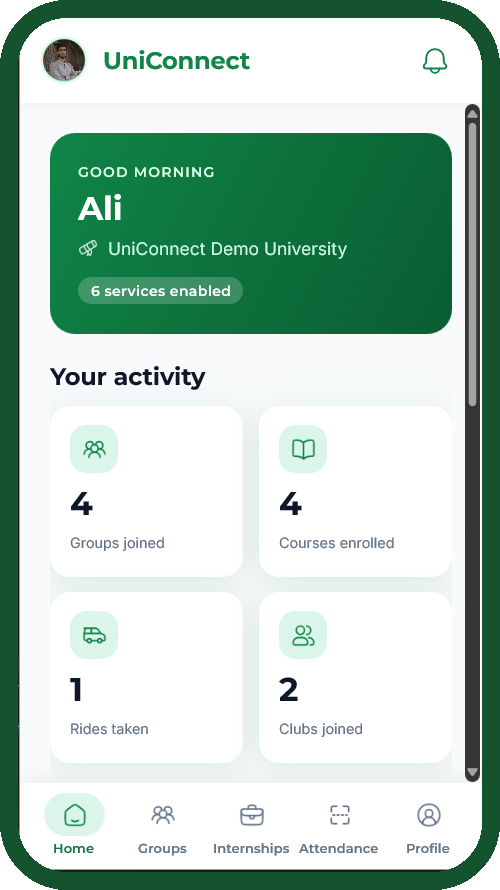 UniConnect
GOOD MORNING
Ali
UniConnect Demo University
6 services enabled
Your activity
4
Groups joined
4
Courses enrolled
1
Rides taken
2
Clubs joined
Home
Groups
Internships
Attendance
Profile